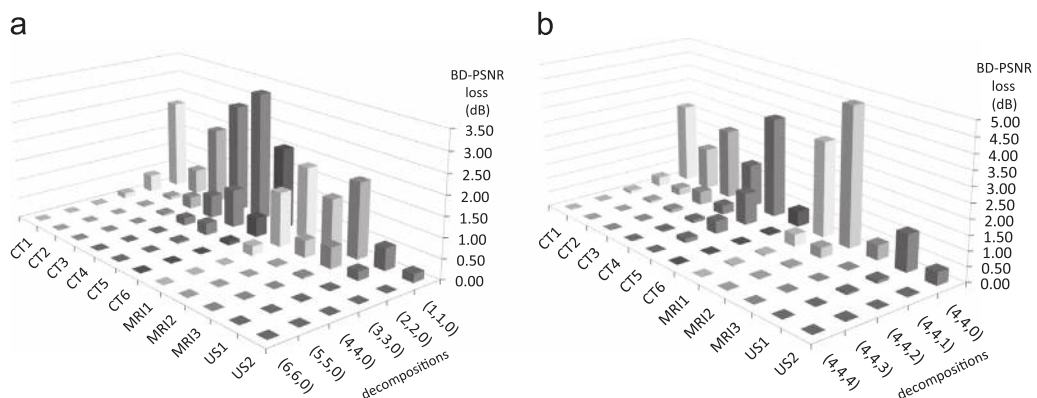 a
BD-PSNR
loss
(dB)
3.50
3.00
2.50
2.00
1.50
1.00
0.50
0.00
CT1
CT2
CT3
CT4
CT5
CT6
MRI1
MRI2
MRI3
US1
US2
(6,6,0)
(5,5,0)
(4,4,0)
(3,3,0)
(2,2,0)
(1,1,0)
decompositions
b
BD-PSNR
loss
(dB)
5.00
4.50
4.00
3.50
3.00
2.50
2.00
1.50
1.00
0.50
0.00
CT1
CT2
CT3
CT4
CT5
CT6
MRI1
MRI2
MRI3
US1
US2
(4,4,4)
(4,4,3)
(4,4,2)
(4,4,1)
(4,4,0)
decompositions